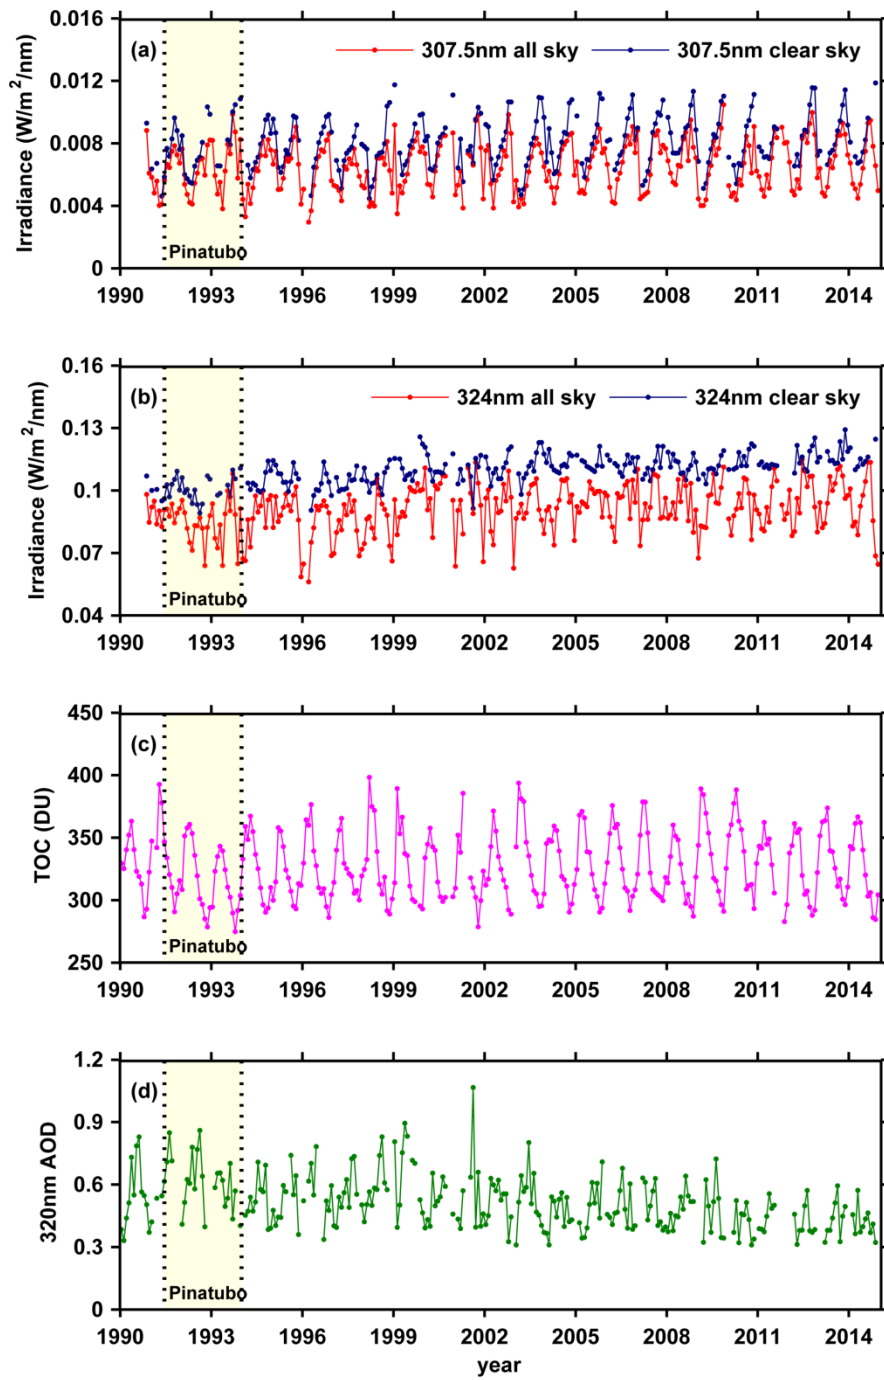 0.016
(a)
307.5nm all sky
307.5nm clear sky
0.012
0.008
0.004
0
Irradiance (W/m²/nm)
Pinatubo
1990 1993 1996 1999 2002 2005 2008 2011 2014
0.16
(b)
324nm all sky
324nm clear sky
0.13
0.1
0.07
0.04
Irradiance (W/m²/nm)
Pinatubo
1990 1993 1996 1999 2002 2005 2008 2011 2014
450
(c)
400
350
300
250
TOC (DU)
Pinatubo
1990 1993 1996 1999 2002 2005 2008 2011 2014
1.2
(d)
0.9
0.6
0.3
0
320nm AOD
Pinatubo
1990 1993 1996 1999 2002 2005 2008 2011 2014
year